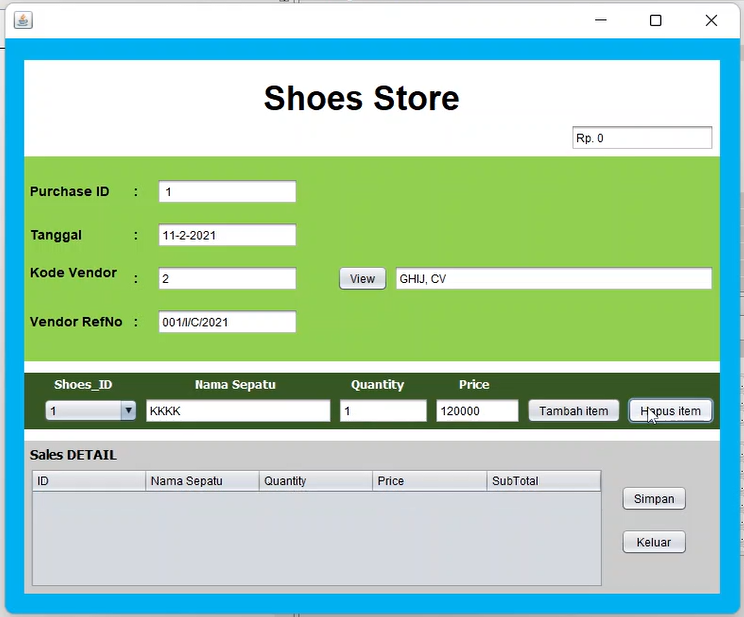 Shoes Store
Rp. 0
Purchase ID : 1
Tanggal : 11-2-2021
Kode Vendor : 2 View GHIJ, CV
Vendor RefNo : 001/I/C/2021
Shoes_ID Nama Sepatu Quantity Price
1 KKKK 1 120000 Tambah item Hapus item
Sales DETAIL
ID Nama Sepatu Quantity Price SubTotal
Simpan
Keluar